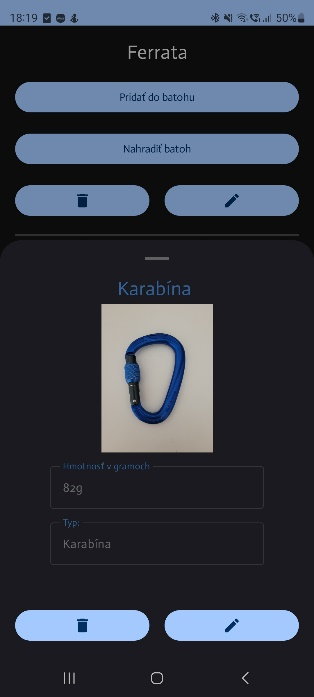 18:19 50%
Ferrata
Pridať do batohu
Nahradiť batoh
Karabína
Hmotnosť v gramoch
82g
Typ:
Karabína